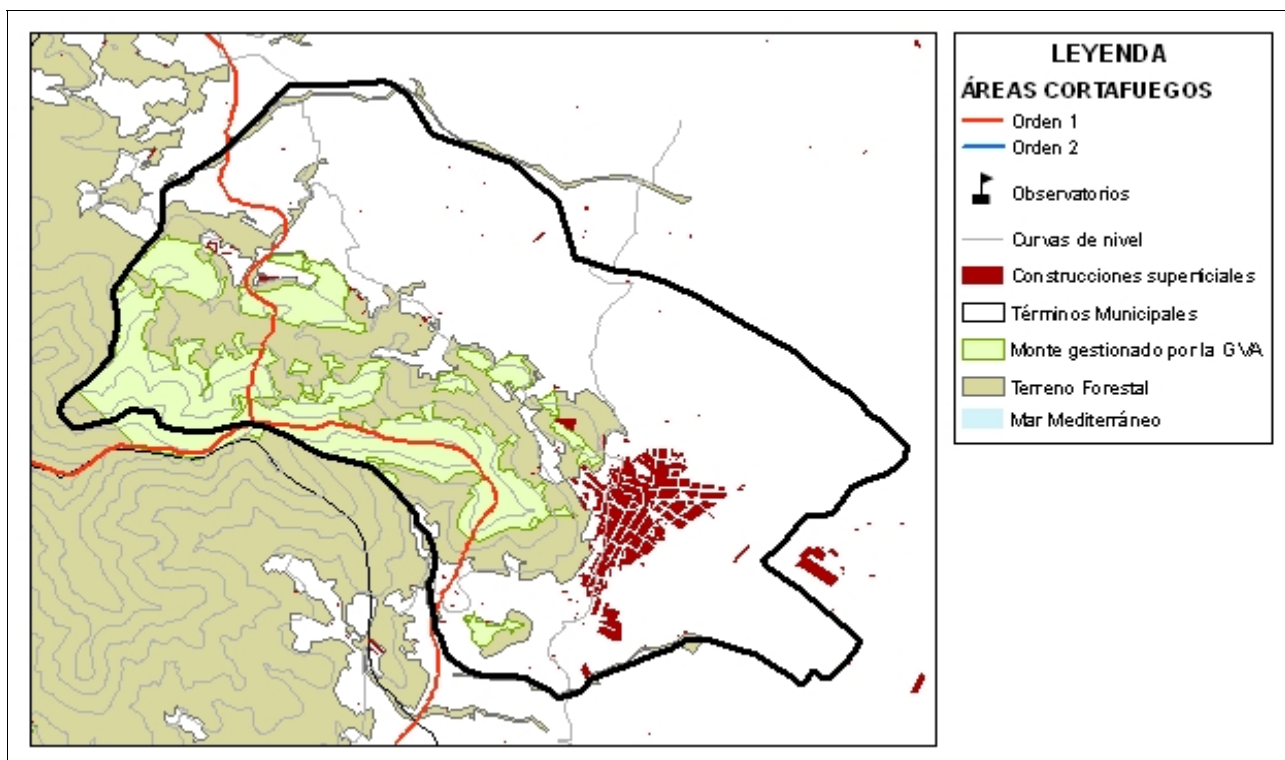 LEYENDA
ÁREAS CORTAFUEGOS
Orden 1
Orden 2
Observatorios
Curvas de nivel
Construcciones superficiales
Términos Municipales
Monte gestionado por la GVA
Terreno Forestal
Mar Mediterráneo